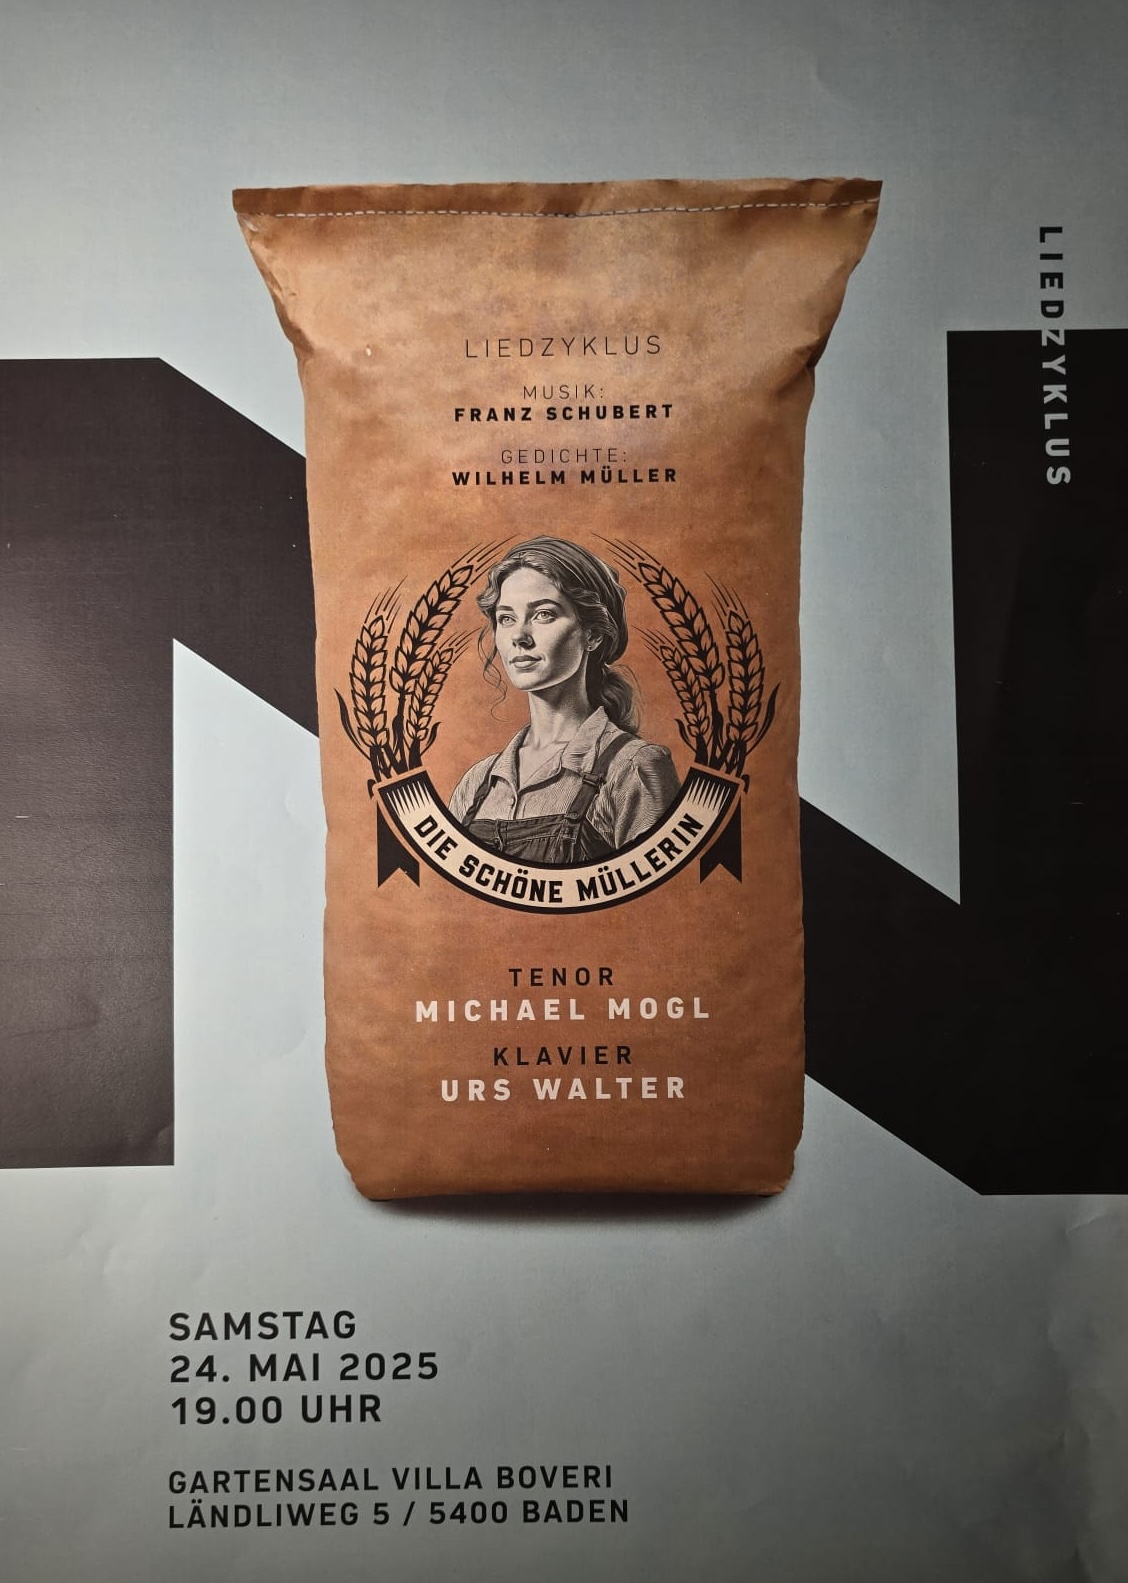 LIEDZYKLUS
MUSIK:
FRANZ SCHUBERT
GEDICHTE:
WILHELM MÜLLER
DIE SCHÖNE MÜLLERIN
TENOR
MICHAEL MOGL
KLAVIER
URS WALTER
LIEDZYKLUS
SAMSTAG
24. MAI 2025
19.00 UHR
GARTENSAAL VILLA BOVERI
LÄNDLIWEG 5 / 5400 BADEN